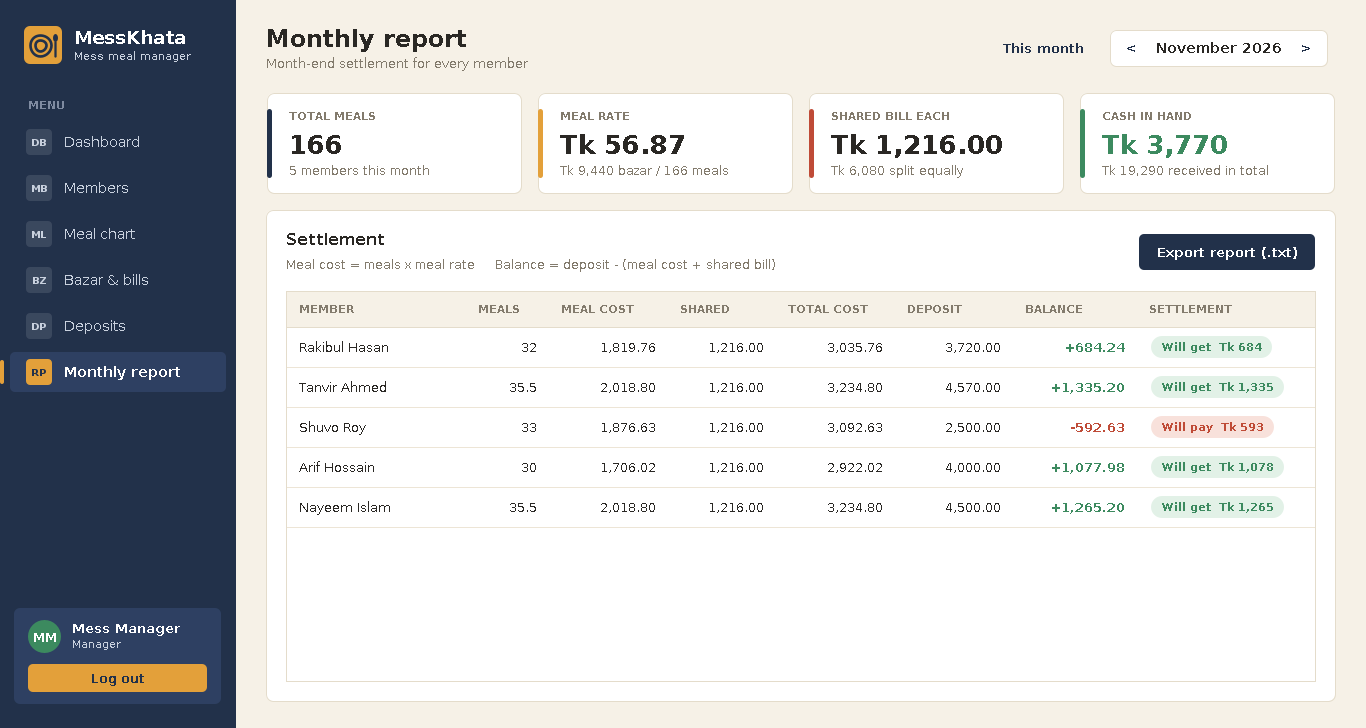 MessKhata
Mess meal manager
MENU
DB Dashboard
MB Members
ML Meal chart
BZ Bazar & bills
DP Deposits
RP Monthly report
MM Mess Manager
Manager
Log out
Monthly report
Month-end settlement for every member
This month < November 2026 >
TOTAL MEALS
166
5 members this month
MEAL RATE
Tk 56.87
Tk 9,440 bazar / 166 meals
SHARED BILL EACH
Tk 1,216.00
Tk 6,080 split equally
CASH IN HAND
Tk 3,770
Tk 19,290 received in total
Settlement
Meal cost = meals x meal rate Balance = deposit - (meal cost + shared bill)
Export report (.txt)
MEMBER MEALS MEAL COST SHARED TOTAL COST DEPOSIT BALANCE SETTLEMENT
Rakibul Hasan 32 1,819.76 1,216.00 3,035.76 3,720.00 +684.24 Will get Tk 684
Tanvir Ahmed 35.5 2,018.80 1,216.00 3,234.80 4,570.00 +1,335.20 Will get Tk 1,335
Shuvo Roy 33 1,876.63 1,216.00 3,092.63 2,500.00 -592.63 Will pay Tk 593
Arif Hossain 30 1,706.02 1,216.00 2,922.02 4,000.00 +1,077.98 Will get Tk 1,078
Nayeem Islam 35.5 2,018.80 1,216.00 3,234.80 4,500.00 +1,265.20 Will get Tk 1,265